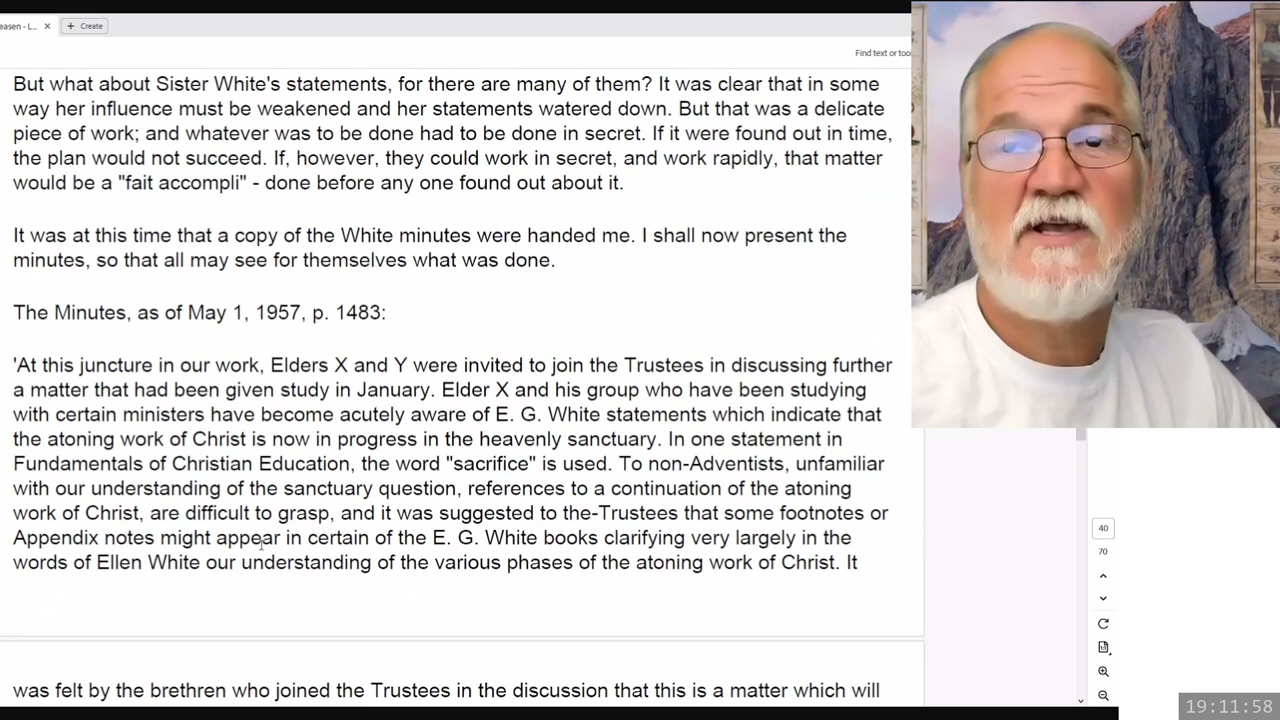 easen - L...
Create
Find text or too
But what about Sister White's statements, for there are many of them? It was clear that in some
way her influence must be weakened and her statements watered down. But that was a delicate
piece of work; and whatever was to be done had to be done in secret. If it were found out in time,
the plan would not succeed. If, however, they could work in secret, and work rapidly, that matter
would be a "fait accompli" - done before any one found out about it.
It was at this time that a copy of the White minutes were handed me. I shall now present the
minutes, so that all may see for themselves what was done.
The Minutes, as of May 1, 1957, p. 1483:
'At this juncture in our work, Elders X and Y were invited to join the Trustees in discussing further
a matter that had been given study in January. Elder X and his group who have been studying
with certain ministers have become acutely aware of E. G. White statements which indicate that
the atoning work of Christ is now in progress in the heavenly sanctuary. In one statement in
Fundamentals of Christian Education, the word "sacrifice" is used. To non-Adventists, unfamiliar
with our understanding of the sanctuary question, references to a continuation of the atoning
work of Christ, are difficult to grasp, and it was suggested to the-Trustees that some footnotes or
Appendix notes might appear in certain of the E. G. White books clarifying very largely in the
words of Ellen White our understanding of the various phases of the atoning work of Christ. It
was felt by the brethren who joined the Trustees in the discussion that this is a matter which will
40
70
19:11:58